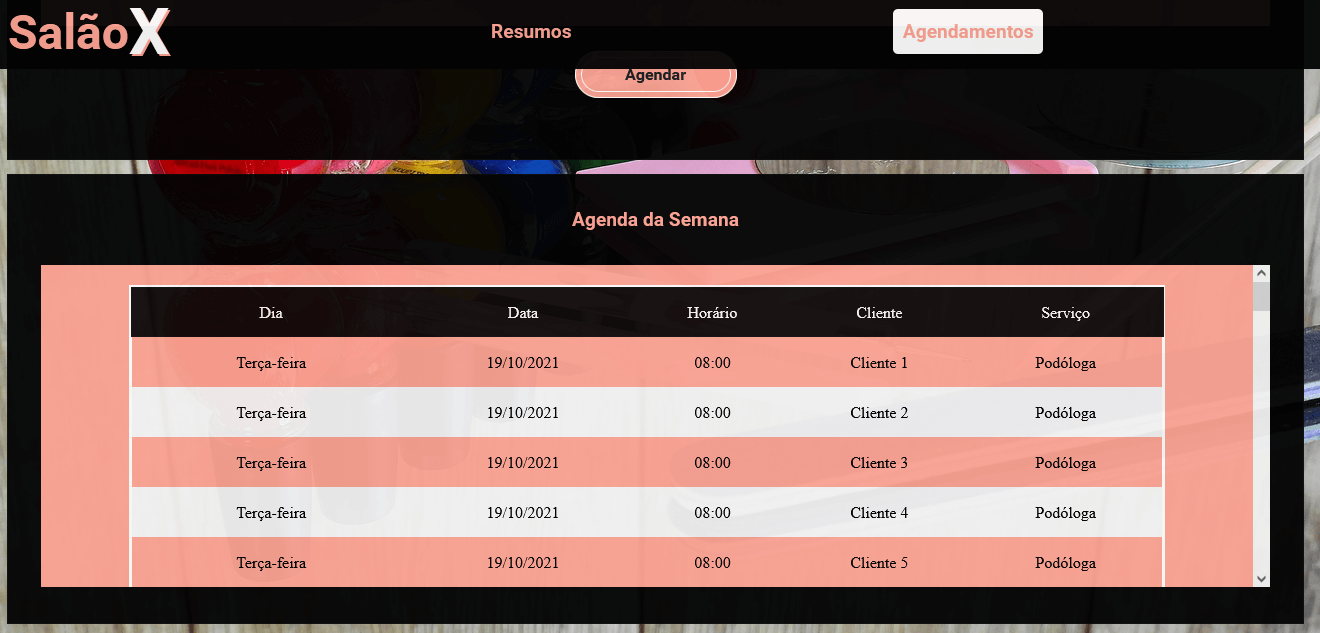 SalãoX Resumos Agendamentos
Agendar
Agenda da Semana
Dia Data Horário Cliente Serviço
Terça-feira 19/10/2021 08:00 Cliente 1 Podóloga
Terça-feira 19/10/2021 08:00 Cliente 2 Podóloga
Terça-feira 19/10/2021 08:00 Cliente 3 Podóloga
Terça-feira 19/10/2021 08:00 Cliente 4 Podóloga
Terça-feira 19/10/2021 08:00 Cliente 5 Podóloga